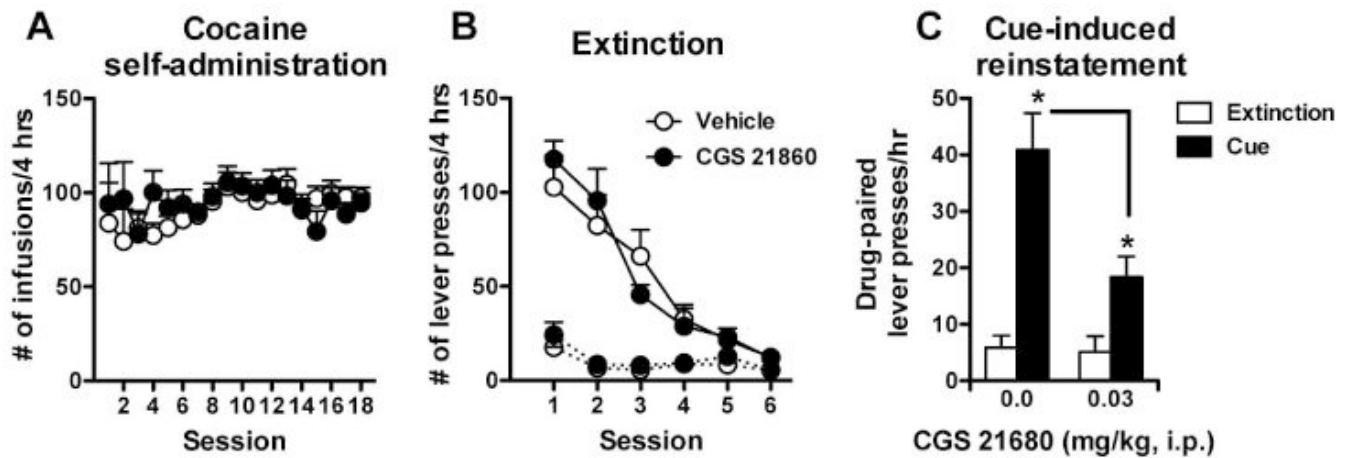 A
Cocaine
self-administration
# of infusions/4 hrs
150
100
50
0
2 4 6 8 10 12 14 16 18
Session
B
Extinction
# of lever presses/4 hrs
150
100
50
0
Vehicle
CGS 21860
1 2 3 4 5 6
Session
C
Cue-induced
reinstatement
Drug-paired
lever presses/hr
50
40
30
20
10
0
*
*
Extinction
Cue
0.0 0.03
CGS 21680 (mg/kg, i.p.)